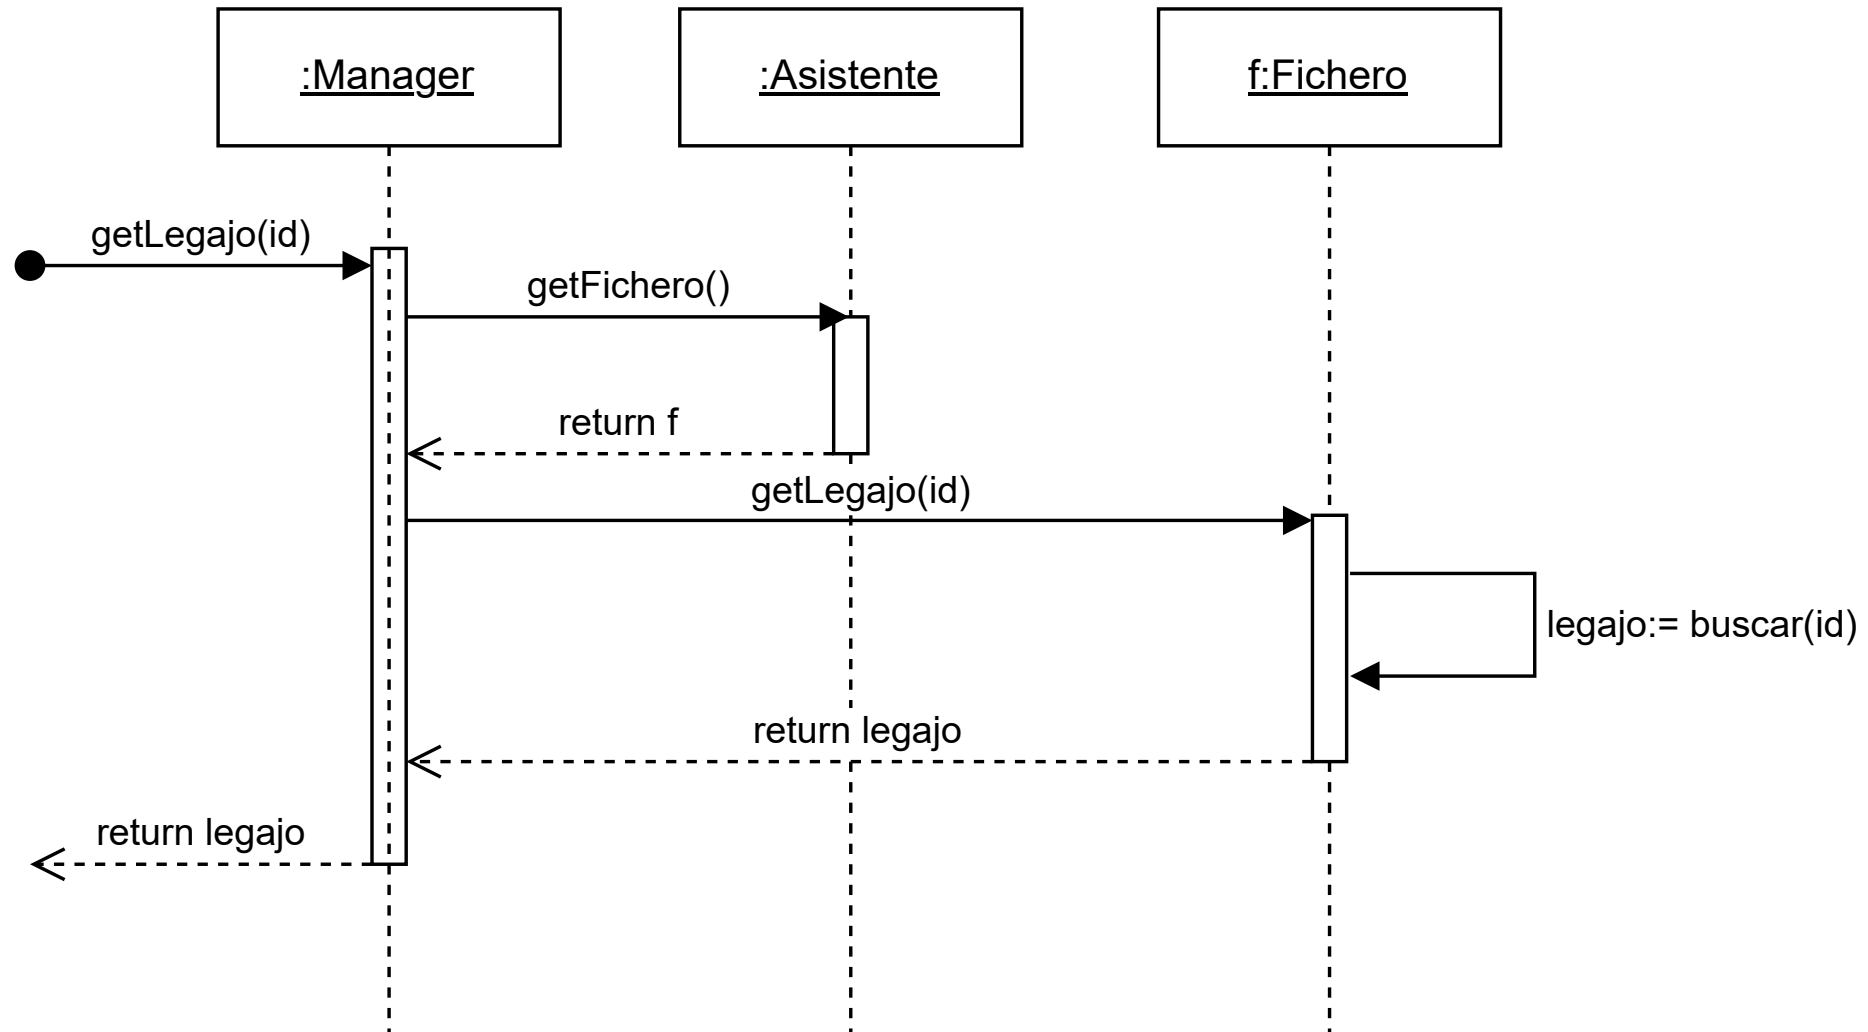 :Manager
:Asistente
f:Fichero
getLegajo(id)
getFichero()
return f
getLegajo(id)
legajo:= buscar(id)
return legajo
return legajo